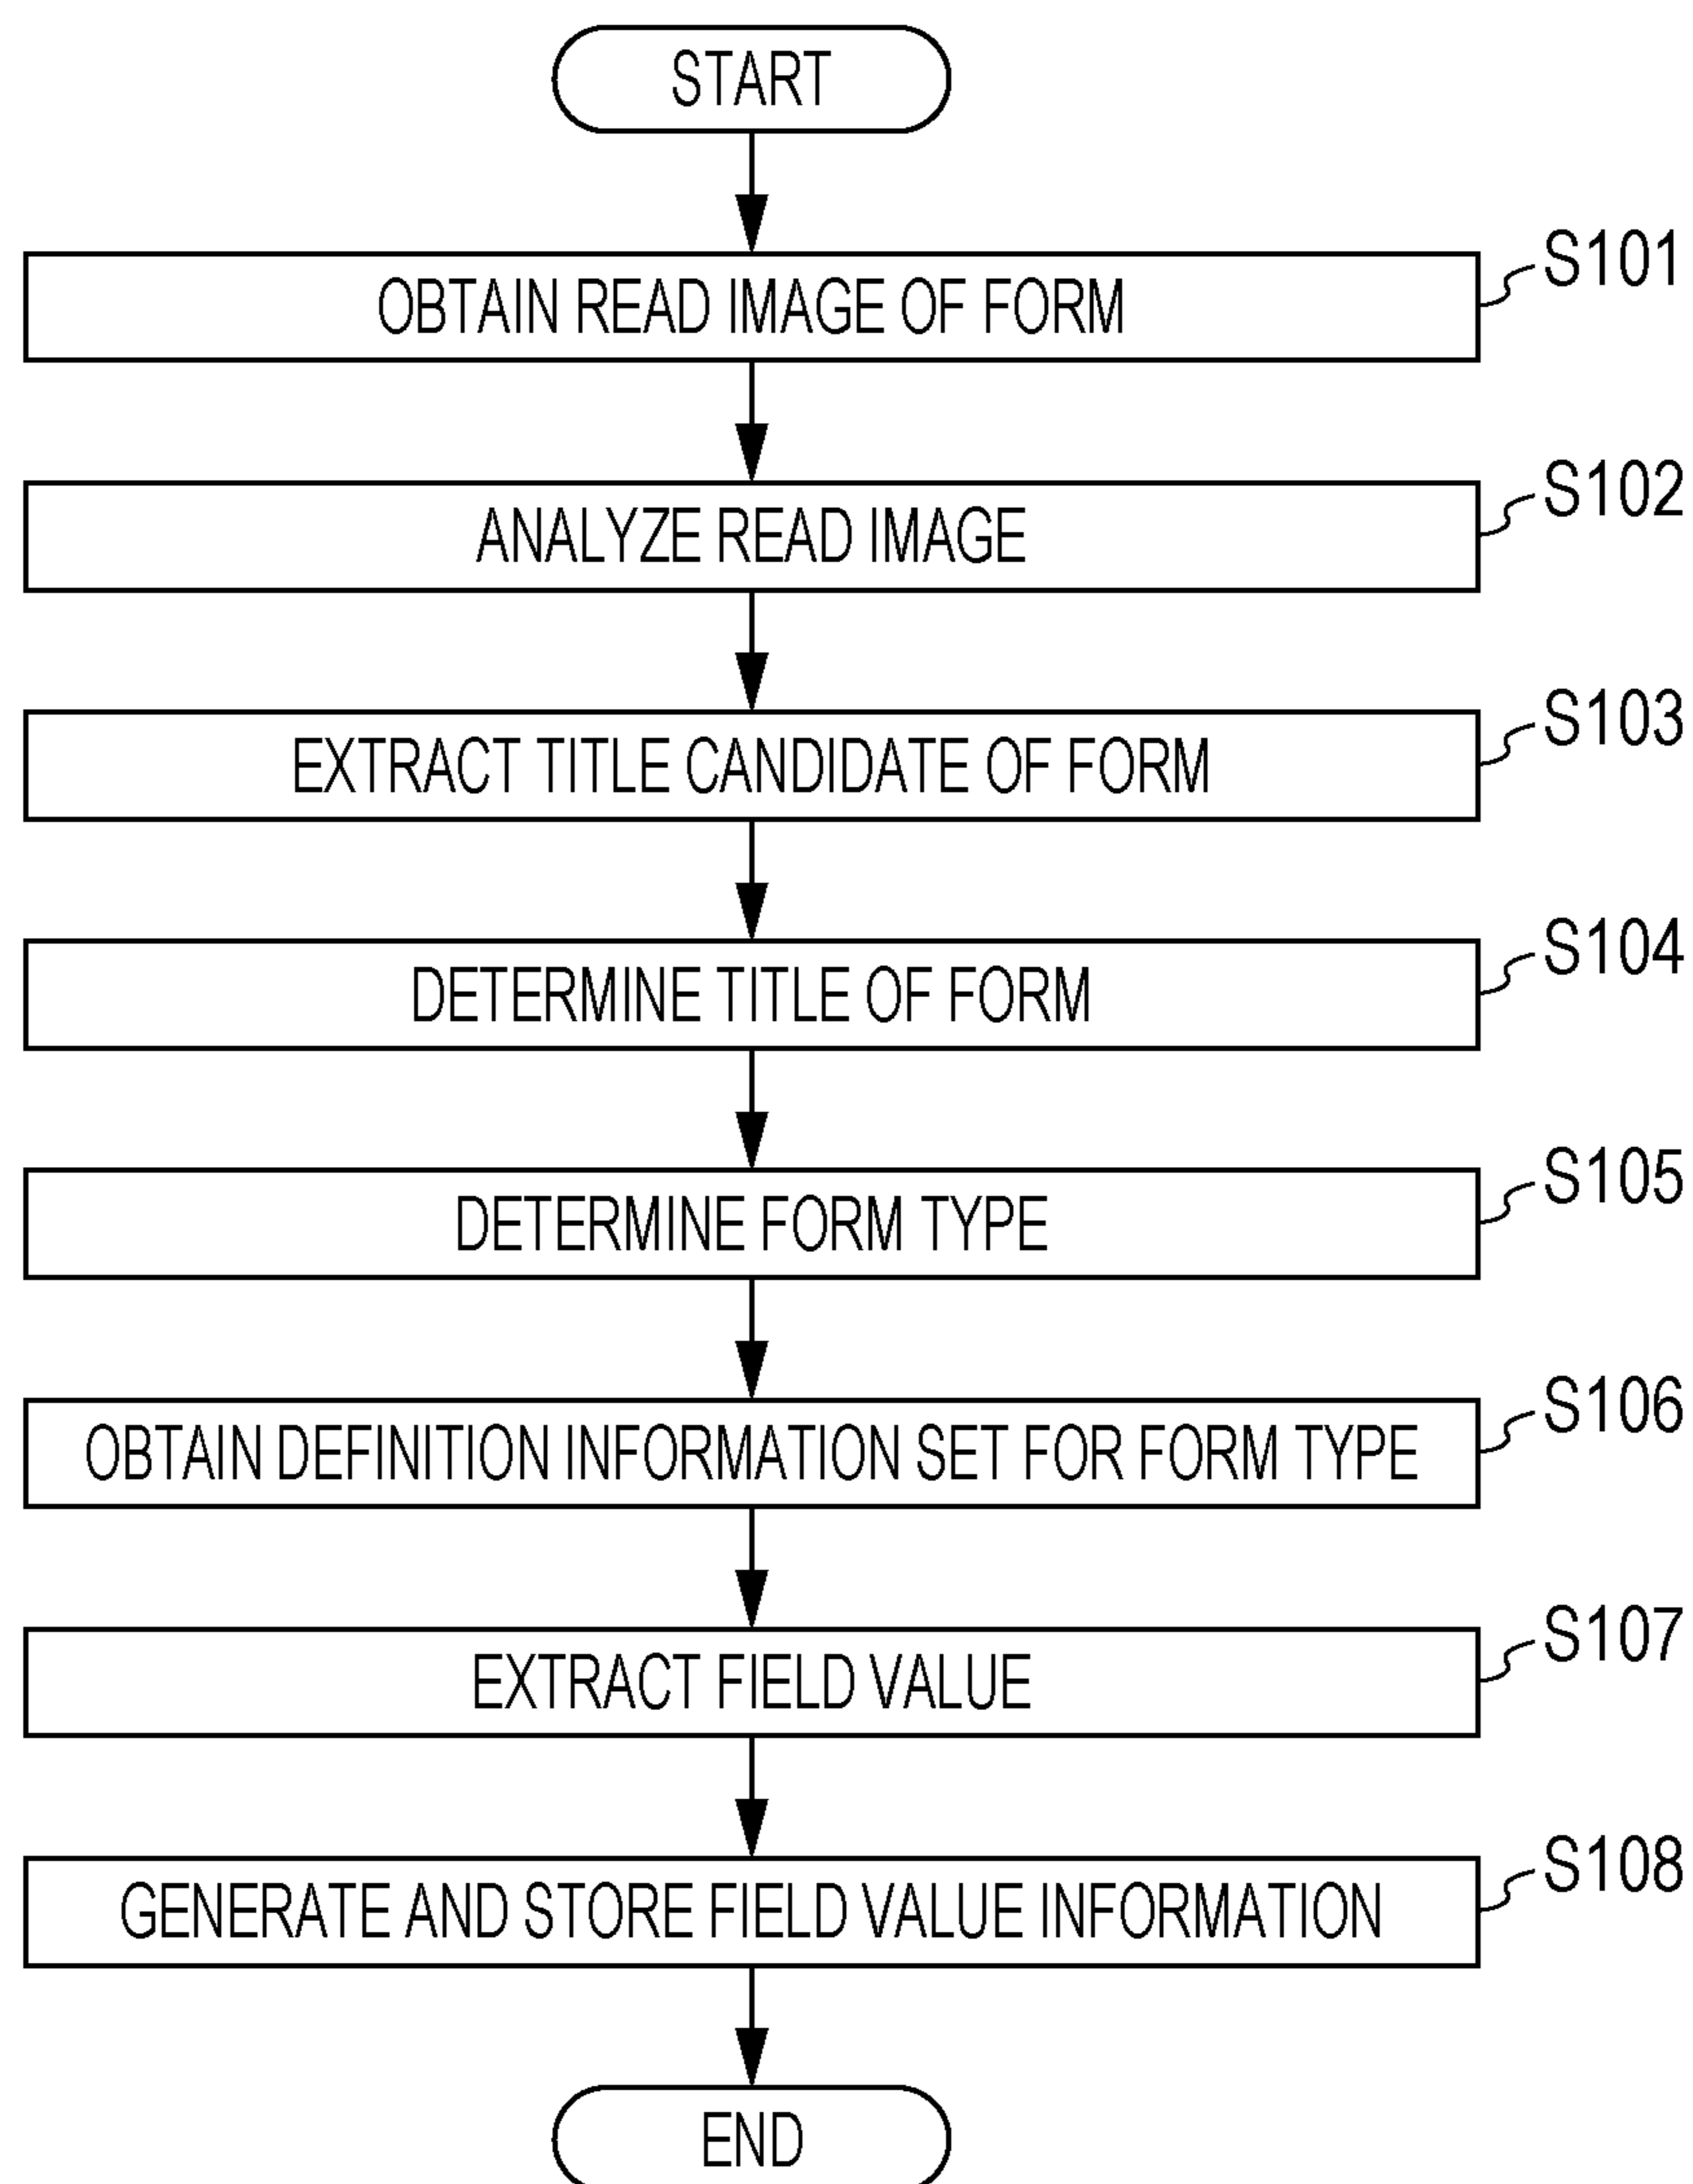 START
S101
OBTAIN READ IMAGE OF FORM
S102
ANALYZE READ IMAGE
S103
EXTRACT TITLE CANDIDATE OF FORM
S104
DETERMINE TITLE OF FORM
S105
DETERMINE FORM TYPE
S106
OBTAIN DEFINITION INFORMATION SET FOR FORM TYPE
S107
EXTRACT FIELD VALUE
S108
GENERATE AND STORE FIELD VALUE INFORMATION
END